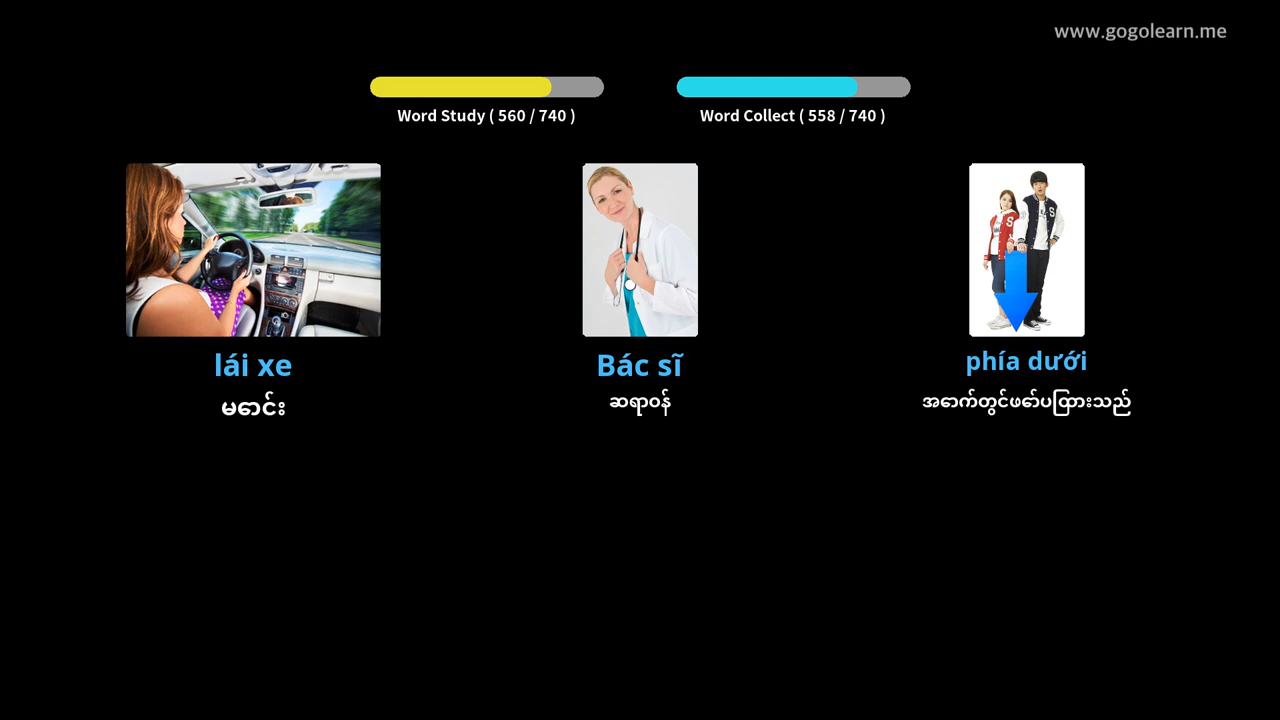 www.gogolearn.me
Word Study ( 560 / 740 )
Word Collect ( 558 / 740 )
lái xe
Bác sĩ
phía dưới
မောင်း
ဆရာဝန်
အောက်တွင်ဖော်ပြထားသည်